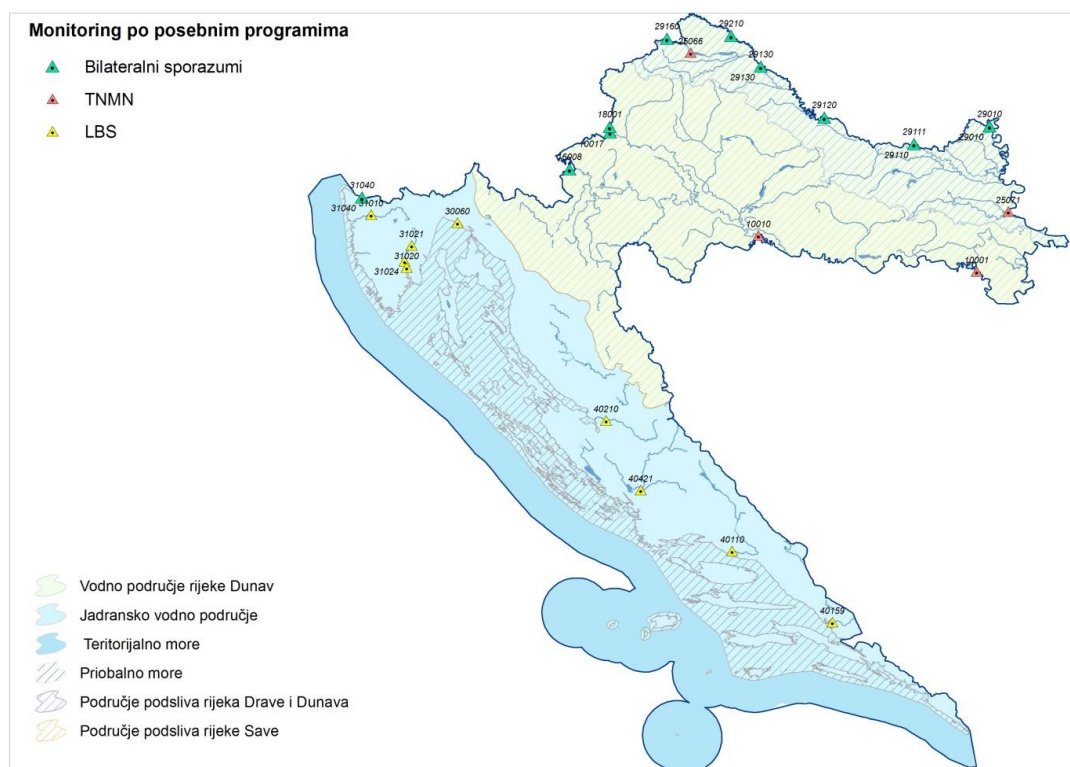 Monitoring po posebnim programima
Bilateralni sporazumi
TNMN
LBS
29160
29210
25066
29130
29130
29120
18001
10017
29111
29110
29010
29010
31040
31040
31010
30060
31021
31020
31024
25071
10010
10001
40210
40421
40110
40159
Vodno područje rijeke Dunav
Jadransko vodno područje
Teritorijalno more
Priobalno more
Područje podsliva rijeka Drave i Dunava
Područje podsliva rijeke Save